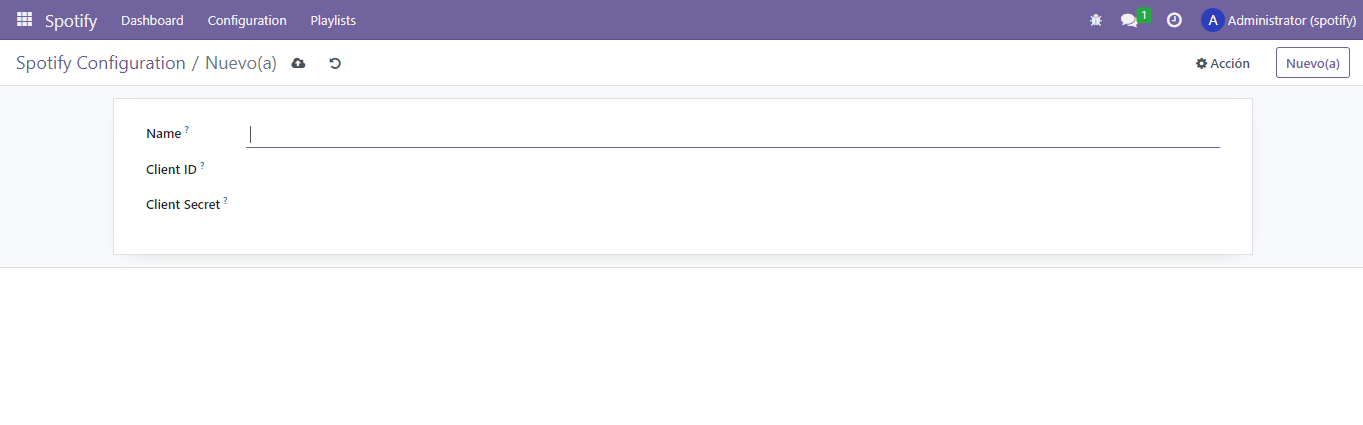 Spotify Dashboard Configuration Playlists 1 A Administrator (spotify)
Spotify Configuration / Nuevo(a) Acción Nuevo(a)
Name ?
Client ID ?
Client Secret ?